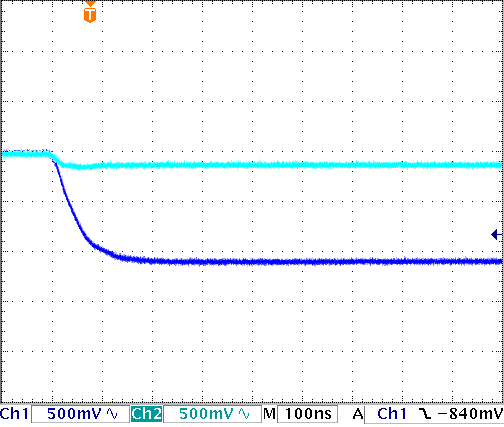 T
Ch1 500mV ∿ Ch2 500mV ∿ M 100ns A Ch1 ↘ −840mV